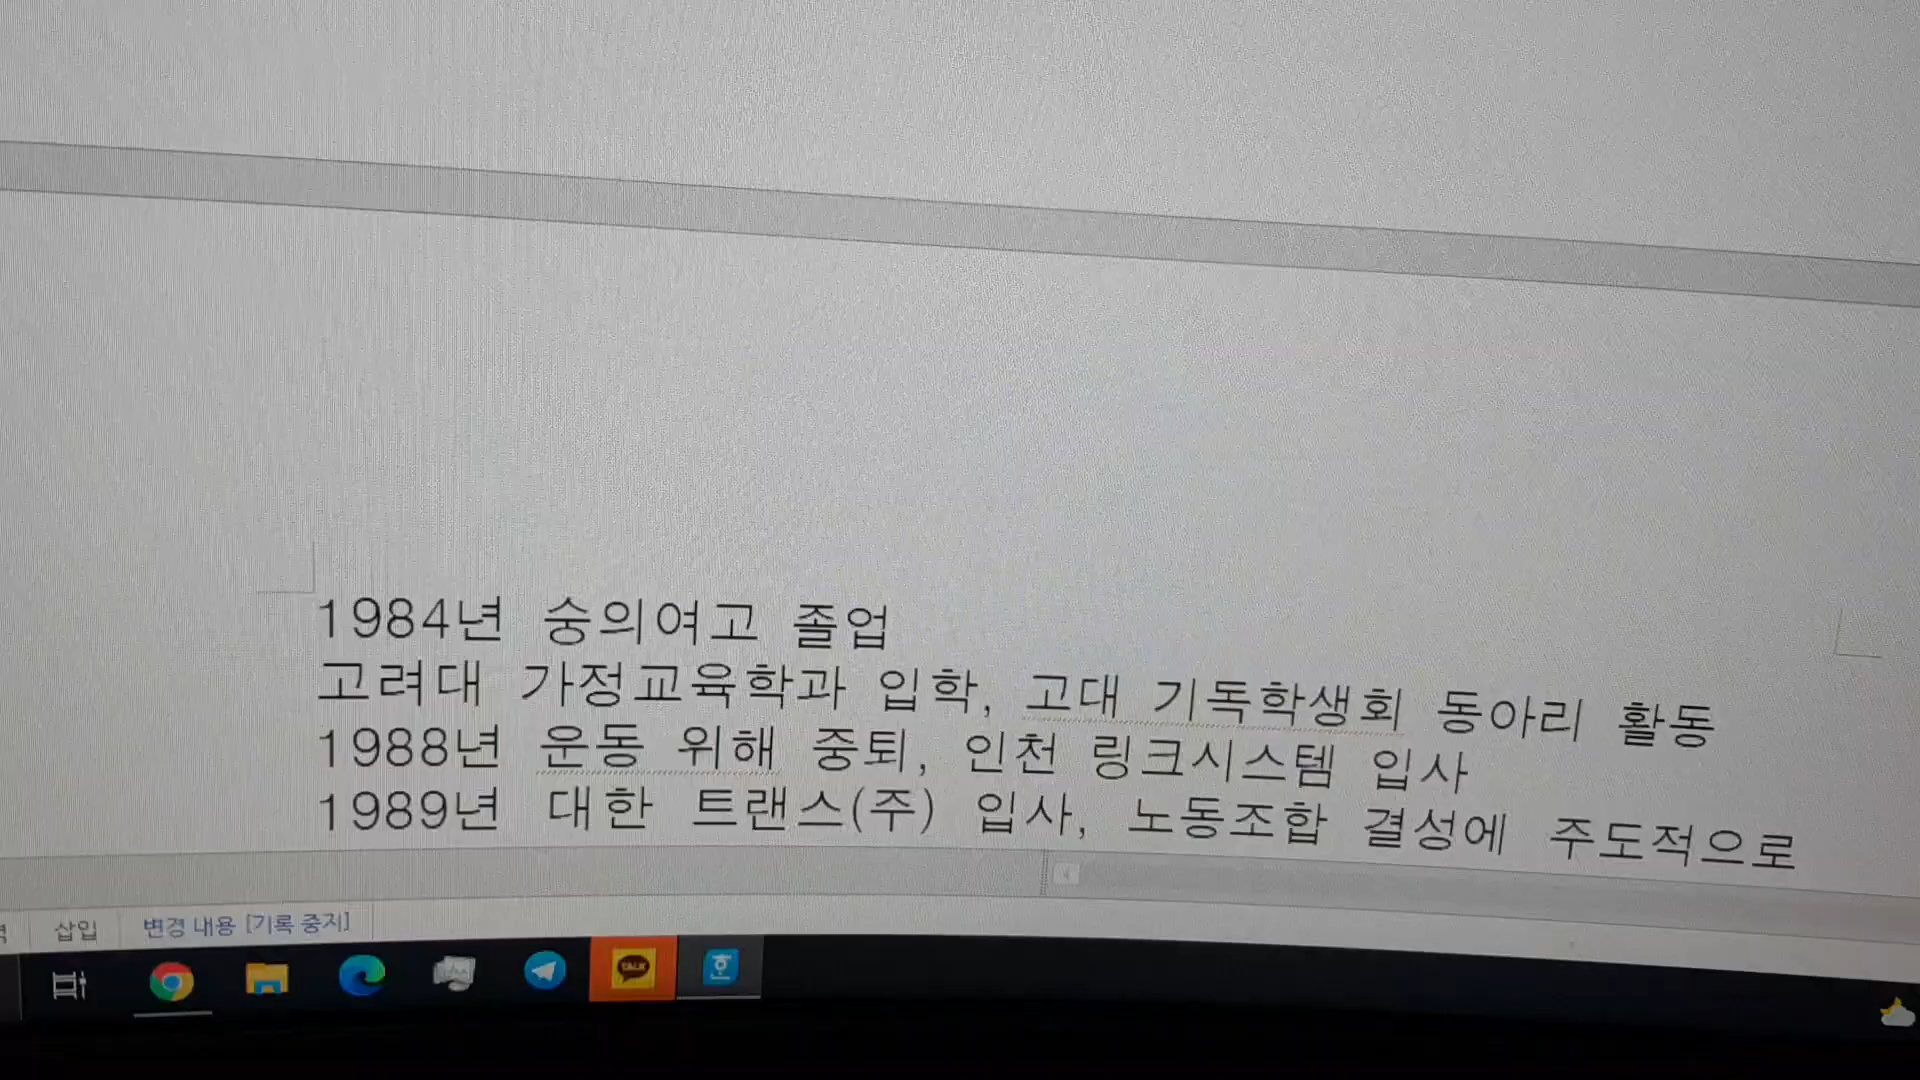 1984년 숭의여고 졸업
고려대 가정교육학과 입학, 고대 기독학생회 동아리 활동
1988년 운동 위해 중퇴, 인천 링크시스템 입사
1989년 대한 트랜스(주) 입사, 노동조합 결성에 주도적으로
삽입 변경 내용 [기록 중지]
TALK